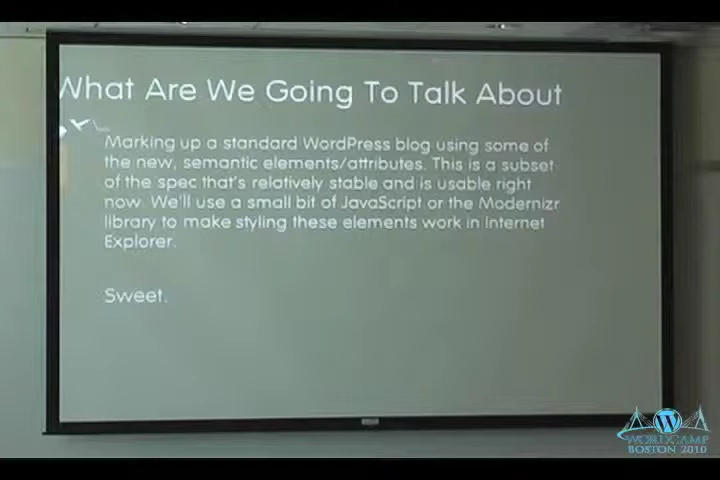 What Are We Going To Talk About
Marking up a standard WordPress blog using some of
the new, semantic elements/attributes. This is a subset
of the spec that's relatively stable and is usable right
now. We'll use a small bit of JavaScript or the Modernizr
library to make styling these elements work in Internet
Explorer.
Sweet.
WORDCAMP
BOSTON 2010